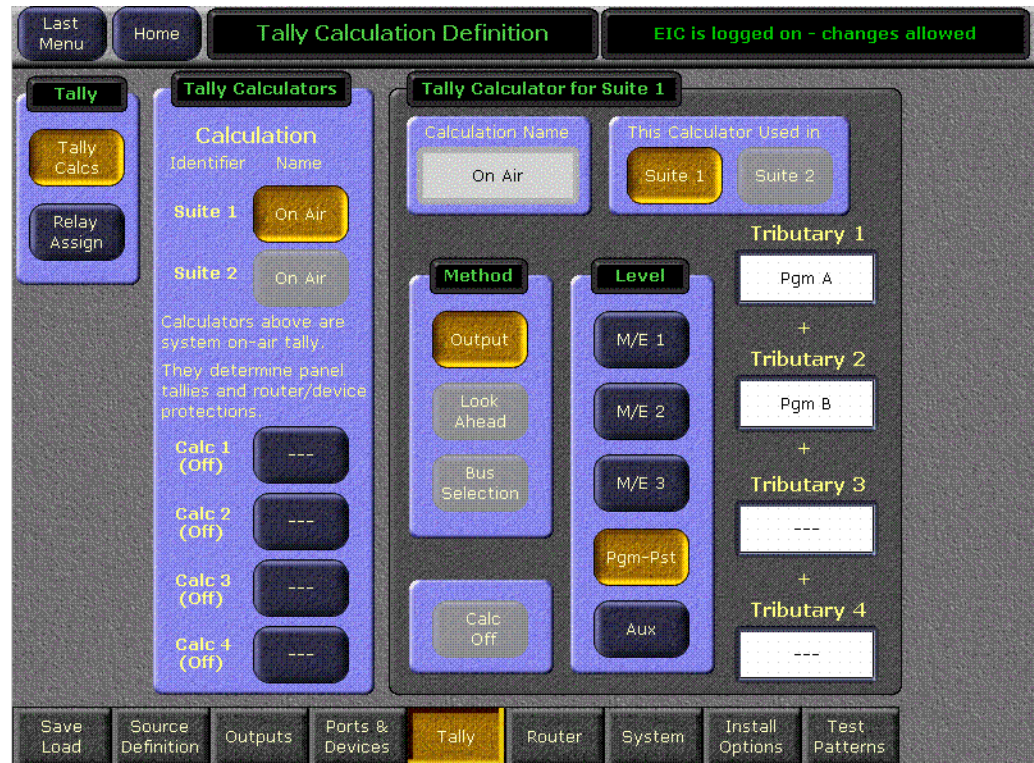 Last
Menu
Home
Tally Calculation Definition
EIC is logged on - changes allowed
Tally
Tally
Calcs
Relay
Assign
Tally Calculators
Calculation
Identifier Name
Suite 1 On Air
Suite 2 On Air
Calculators above are
system on-air tally.
They determine panel
tallies and router/device
protections.
Calc 1
(Off)
---
Calc 2
(Off)
---
Calc 3
(Off)
---
Calc 4
(Off)
---
Tally Calculator for Suite 1
Calculation Name
On Air
This Calculator Used in
Suite 1 Suite 2
Method
Output
Look
Ahead
Bus
Selection
Calc
Off
Level
M/E 1
M/E 2
M/E 3
Pgm-Pst
Aux
Tributary 1
Pgm A
+
Tributary 2
Pgm B
+
Tributary 3
---
+
Tributary 4
---
Save
Load
Source
Definition
Outputs
Ports &
Devices
Tally
Router
System
Install
Options
Test
Patterns